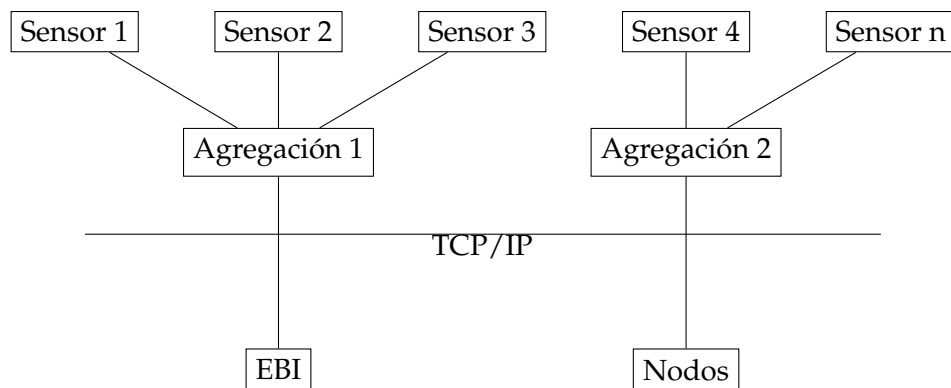 Sensor 1
Sensor 2
Sensor 3
Sensor 4
Sensor n
Agregación 1
Agregación 2
TCP/IP
EBI
Nodos